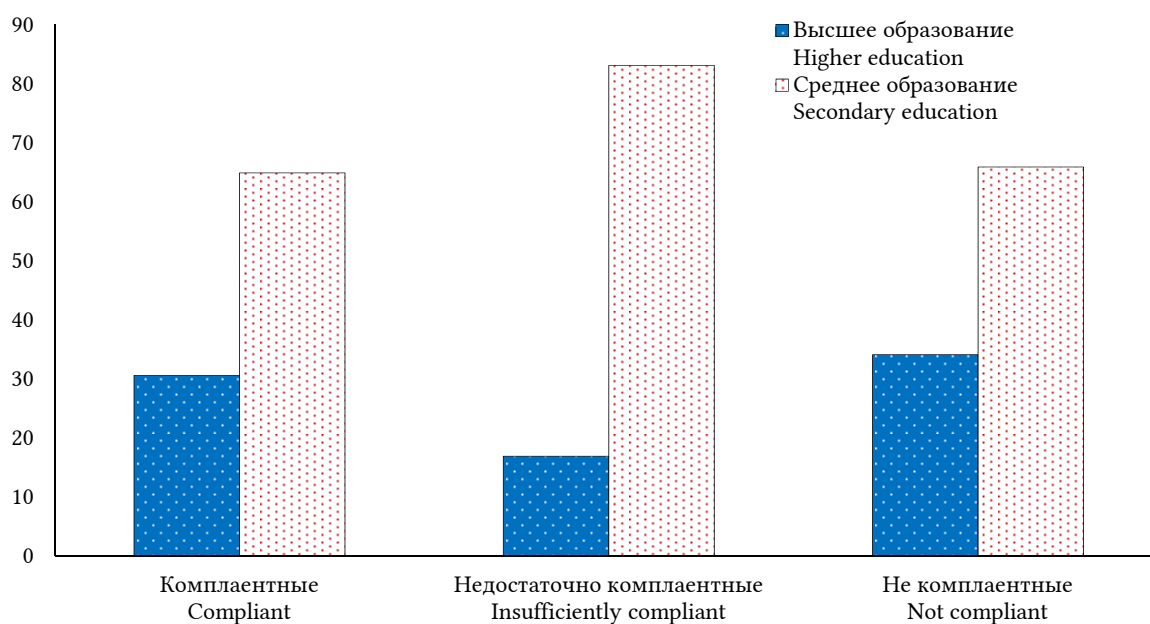 90
80
70
60
50
40
30
20
10
0
Высшее образование
Higher education
Среднее образование
Secondary education
Комплаентные
Compliant
Недостаточно комплаентные
Insufficiently compliant
Не комплаентные
Not compliant